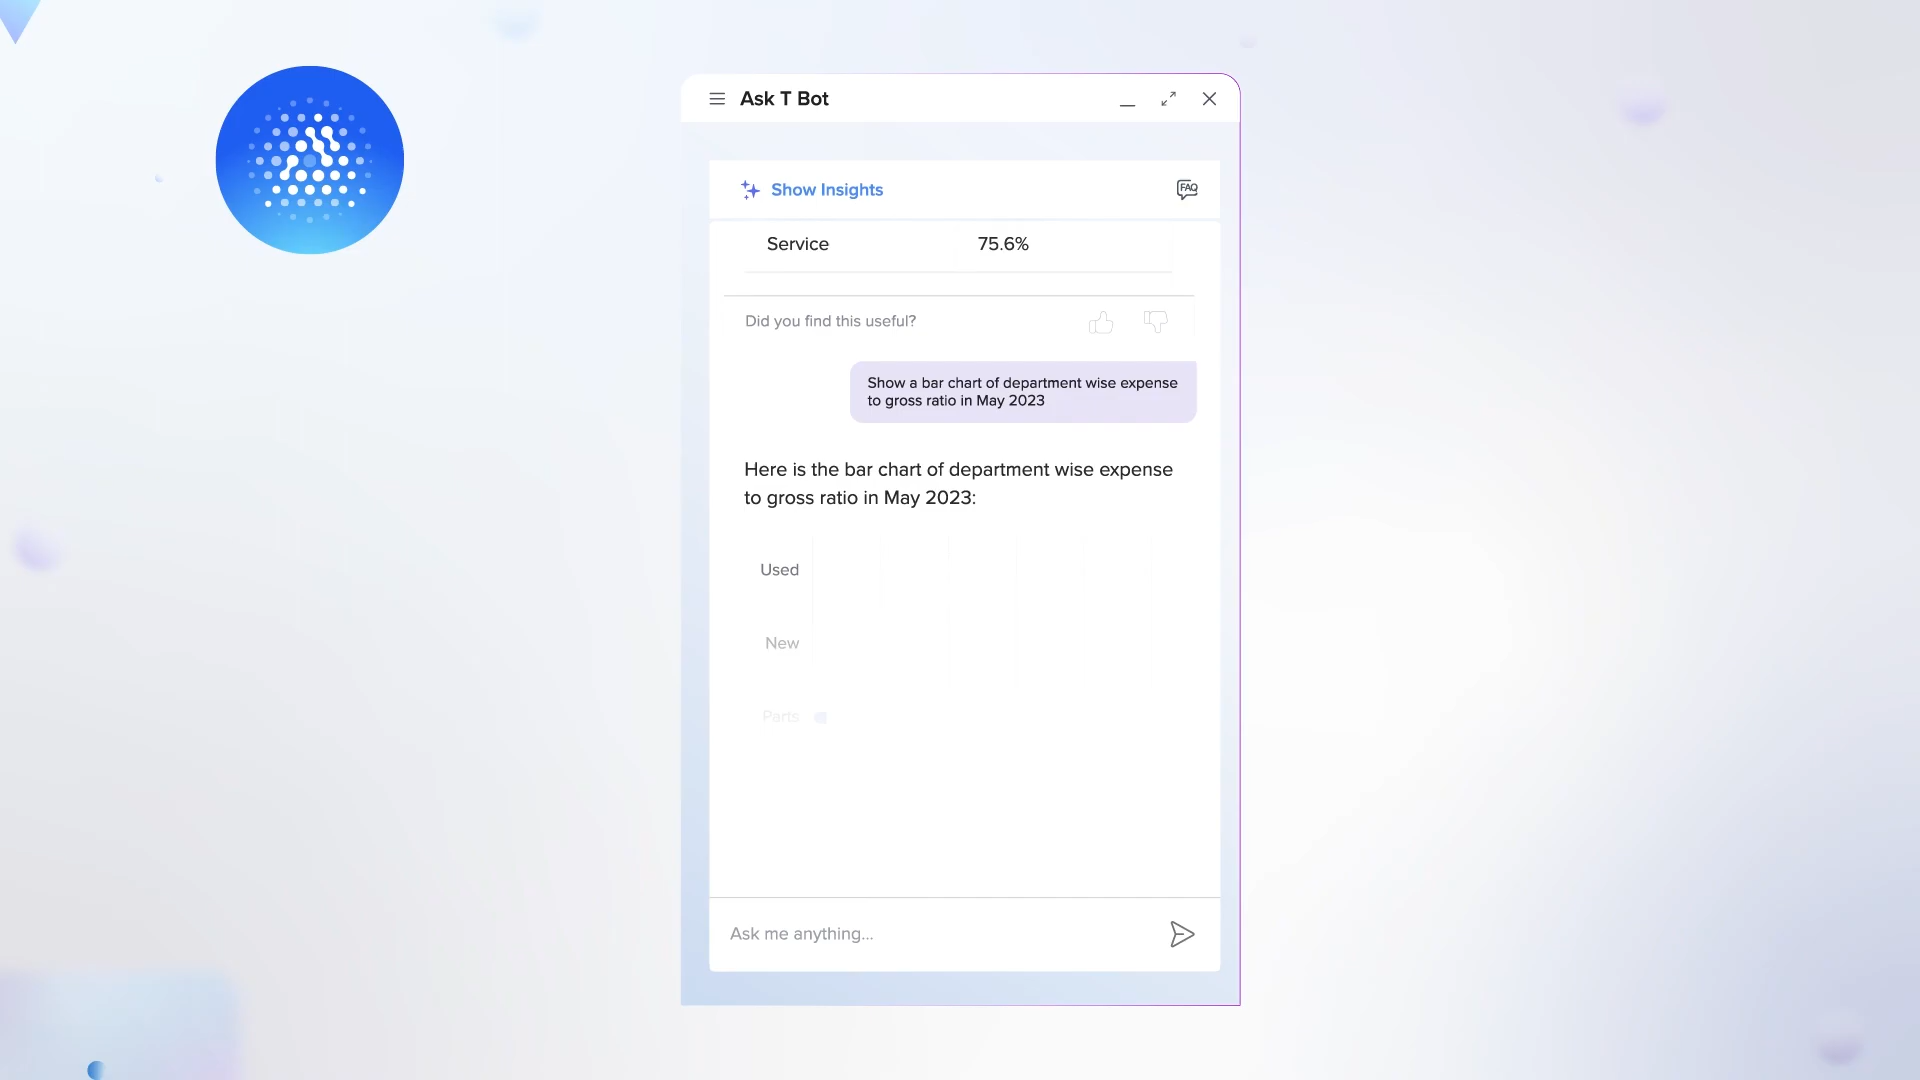 Ask T Bot
Show Insights
FAQ
Service 75.6%
Did you find this useful?
Show a bar chart of department wise expense
to gross ratio in May 2023
Here is the bar chart of department wise expense
to gross ratio in May 2023:
Used
New
Parts
Ask me anything...